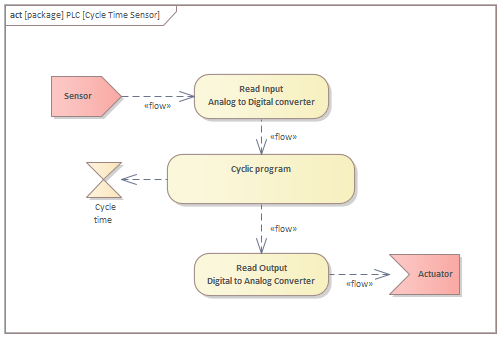 act [package] PLC [Cycle Time Sensor]
Sensor
«flow»
Read Input
Analog to Digital converter
«flow»
Cyclic program
Cycle
time
«flow»
Read Output
Digital to Analog Converter
«flow»
Actuator